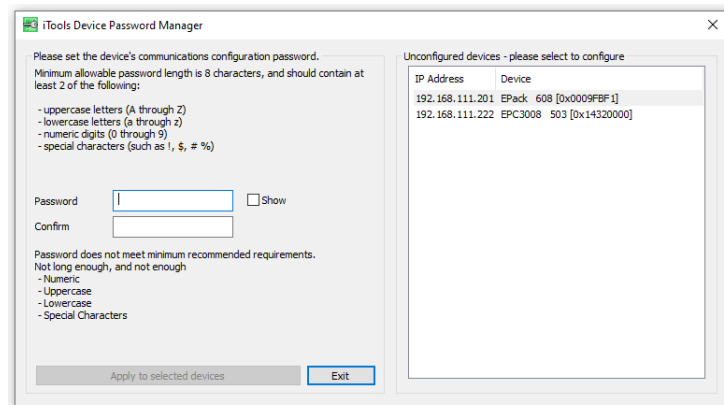 iTools Device Password Manager
Please set the device's communications configuration password.
Minimum allowable password length is 8 characters, and should contain at
least 2 of the following:
- uppercase letters (A through Z)
- lowercase letters (a through z)
- numeric digits (0 through 9)
- special characters (such as !, $, # %)
Password
Show
Confirm
Password does not meet minimum recommended requirements.
Not long enough, and not enough
- Numeric
- Uppercase
- Lowercase
- Special Characters
Apply to selected devices
Exit
Unconfigured devices - please select to configure
IP Address Device
192.168.111.201 EPack 608 [0x0009FBF1]
192.168.111.222 EPC3008 503 [0x14320000]